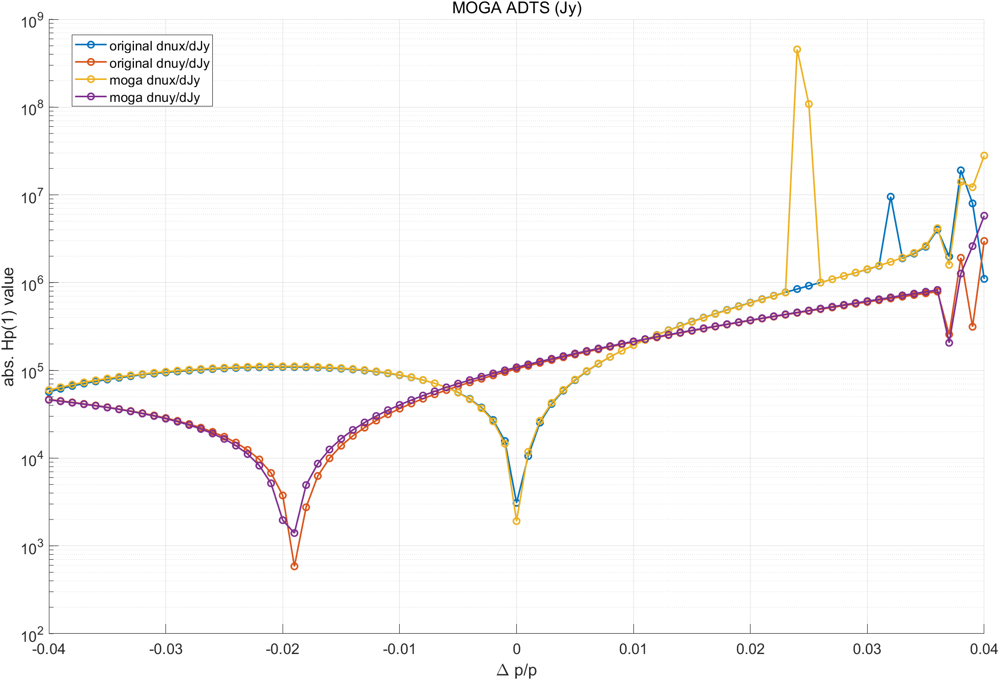 MOGA ADTS (Jy)
original dnux/dJy
original dnuy/dJy
moga dnux/dJy
moga dnuy/dJy
abs. Hp(1) value
10^9
10^8
10^7
10^6
10^5
10^4
10^3
10^2
-0.04 -0.03 -0.02 -0.01 0 0.01 0.02 0.03 0.04
Δ p/p